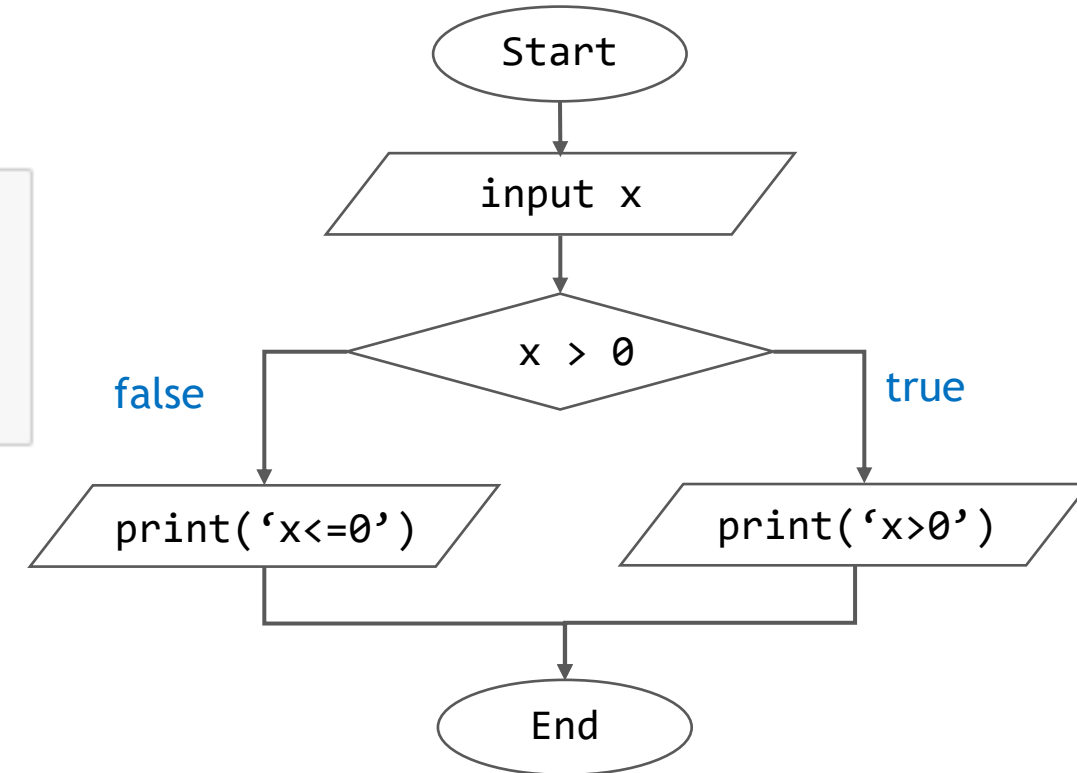 Start
input x
x > 0
false
true
print(‘x<=0’)
print(‘x>0’)
End